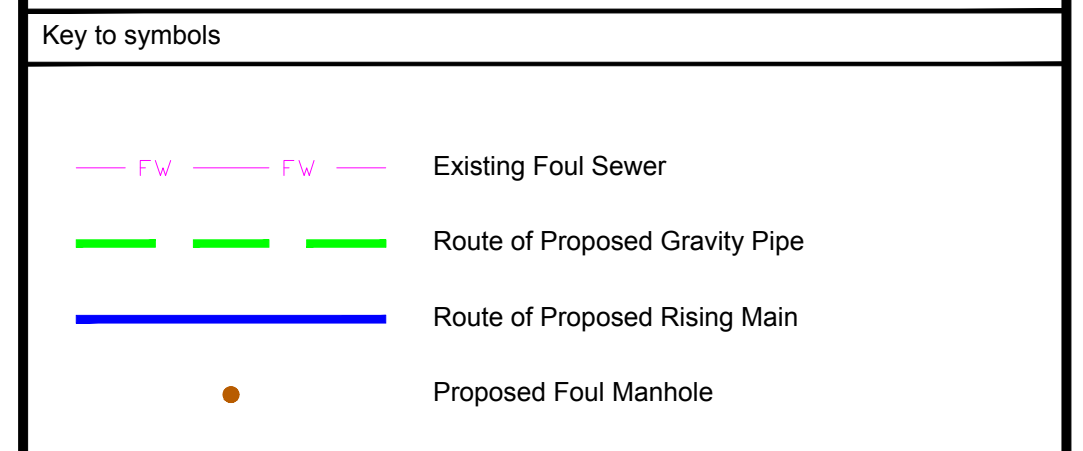 Key to symbols
FW FW Existing Foul Sewer
Route of Proposed Gravity Pipe
Route of Proposed Rising Main
Proposed Foul Manhole